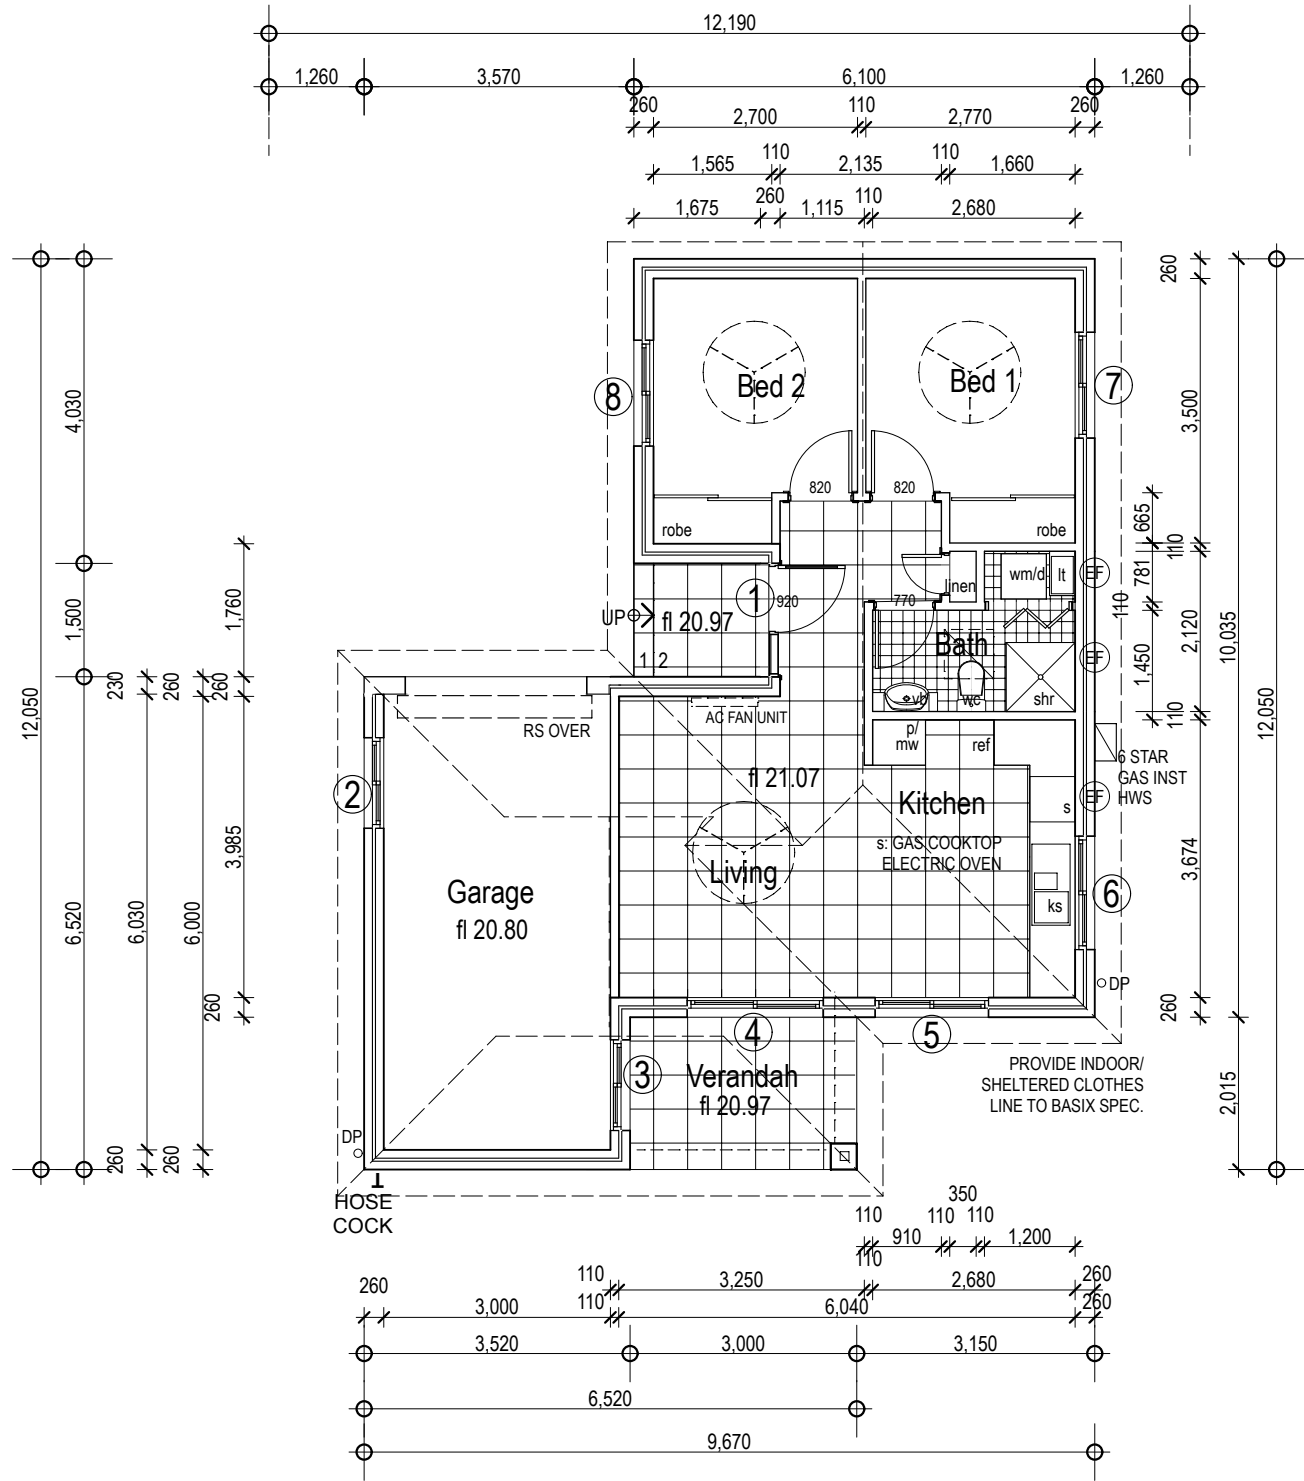 12,190
1,260 3,570 6,100 1,260
260 110 260
2,700 2,770
110 110
1,565 2,135 1,660
260 110
1,675 1,115 2,680
260
Bed 2
Bed 1
8
7
4,030
3,500
820 820
robe
robe
665
110
1
920
linen
wm/d
lt
EF
781
UP
fl 20.97
770
110
1,500
1,760
2,120
10,035
Bath
EF
1,450
1 2
vb
wc
shr
230
260
260
12,050
12,050
RS OVER
AC FAN UNIT
p/
mw
ref
110
6 STAR
GAS INST
HWS
fl 21.07
2
Kitchen
s
EF
s: GAS COOKTOP
ELECTRIC OVEN
3,985
3,674
Living
Garage
fl 20.80
ks
6
6,520
6,030
6,000
260
DP
260
4
5
3
Verandah
fl 20.97
PROVIDE INDOOR/
SHELTERED CLOTHES
LINE TO BASIX SPEC.
2,015
DP
260
260
HOSE
COCK
350
110 110 110
910 1,200
110
260 110 3,250 2,680 260
3,000 110 6,040 260
3,520 3,000 3,150
6,520
9,670